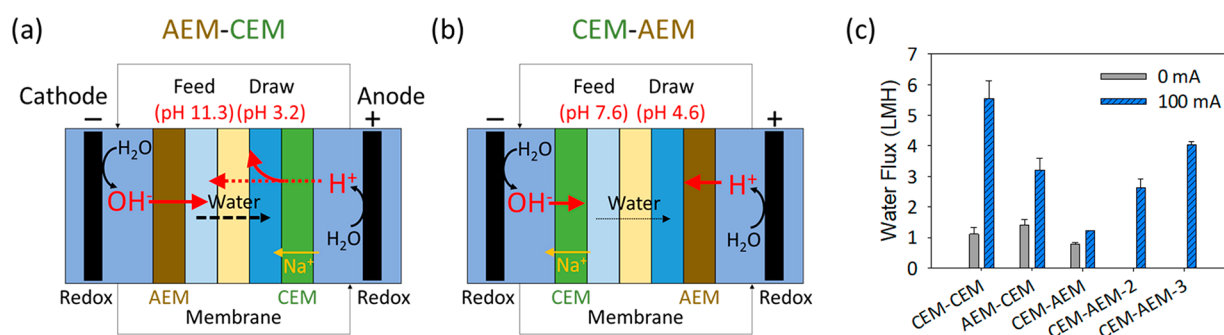 (a)
AEM-CEM
Feed
Draw
Cathode
(pH 11.3)
(pH 3.2)
Anode
−
+
H₂O
OH⁻
H⁺
Water
H₂O
Na⁺
Redox
AEM
CEM
Redox
Membrane
(b)
CEM-AEM
Feed
Draw
(pH 7.6)
(pH 4.6)
−
+
H₂O
OH⁻
H⁺
Water
H₂O
Na⁺
Redox
CEM
AEM
Redox
Membrane
(c)
7
6
5
4
3
2
1
0
Water Flux (LMH)
0 mA
100 mA
CEM-CEM
AEM-CEM
CEM-AEM
CEM-AEM-2
CEM-AEM-3